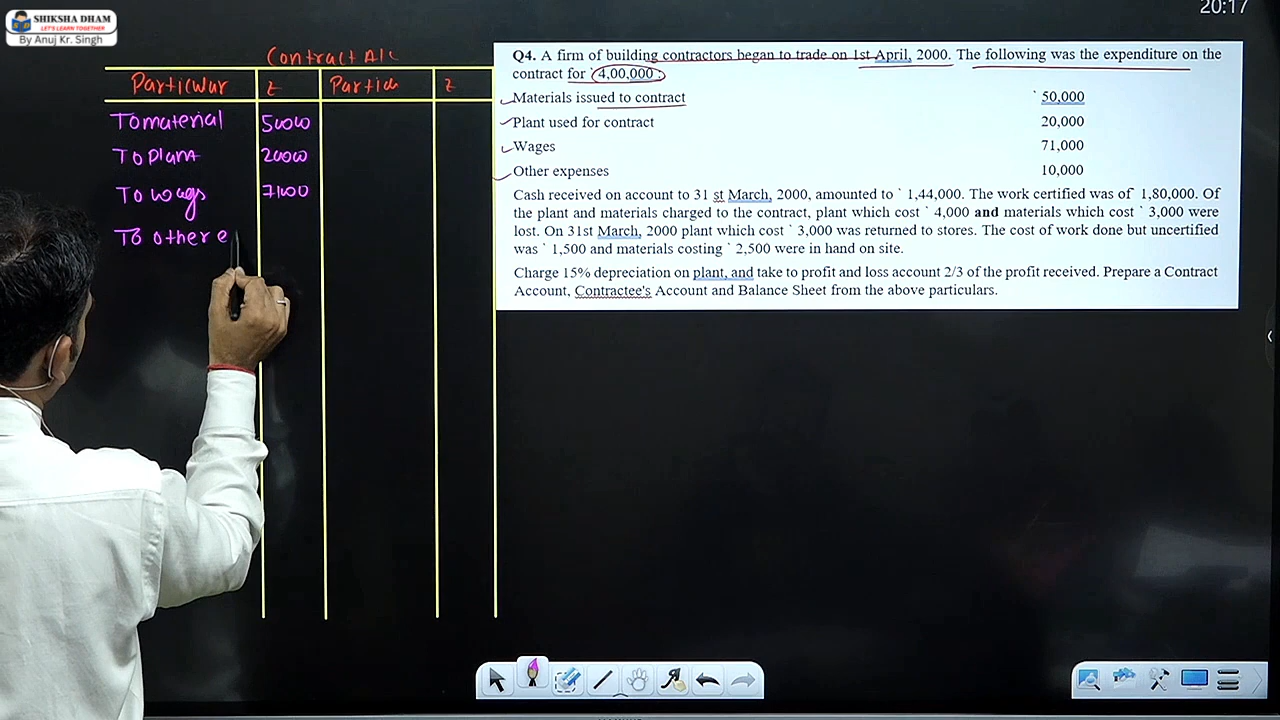 20:17
SHIKSHA DHAM
LET'S LEARN TOGETHER
By Anuj Kr. Singh
Contract A/c
Particular ₹ Particu ₹
To material 50000
To plant 20000
To wages 71000
To other e
Q4. A firm of building contractors began to trade on 1st April, 2000. The following was the expenditure on the
contract for ` 4,00,000 :
Materials issued to contract ` 50,000
Plant used for contract 20,000
Wages 71,000
Other expenses 10,000
Cash received on account to 31 st March, 2000, amounted to ` 1,44,000. The work certified was of ` 1,80,000. Of
the plant and materials charged to the contract, plant which cost ` 4,000 and materials which cost ` 3,000 were
lost. On 31st March, 2000 plant which cost ` 3,000 was returned to stores. The cost of work done but uncertified
was ` 1,500 and materials costing ` 2,500 were in hand on site.
Charge 15% depreciation on plant, and take to profit and loss account 2/3 of the profit received. Prepare a Contract
Account, Contractee's Account and Balance Sheet from the above particulars.